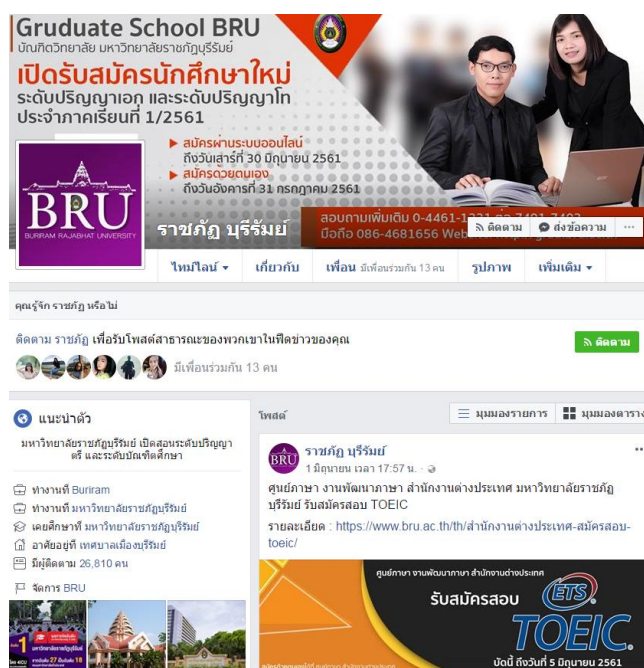 Gruduate School BRU
บัณฑิตวิทยาลัย มหาวิทยาลัยราชภัฏบุรีรัมย์
เปิดรับสมัครนักศึกษาใหม่
ระดับปริญญาเอก และระดับปริญญาโท
ประจำภาคเรียนที่ 1/2561
▶ สมัครผ่านระบบออนไลน์
ถึงวันเสาร์ที่ 30 มิถุนายน 2561
▶ สมัครด้วยตนเอง
ถึงวันอังคารที่ 31 กรกฎาคม 2561
BRU
BURIRAM RAJABHAT UNIVERSITY
ราชภัฏ บุรีรัมย์
สอบถามเพิ่มเติม 0-4461-
มือถือ 086-4681656
ติดตาม
ส่งข้อความ
ไทม์ไลน์
เกี่ยวกับ
เพื่อน มีเพื่อนร่วมกัน 13 คน
รูปภาพ
เพิ่มเติม
คุณรู้จัก ราชภัฏ หรือไม่
ติดตาม ราชภัฏ เพื่อรับโพสต์สาธารณะของพวกเขาในฟีดข่าวของคุณ
ติดตาม
มีเพื่อนร่วมกัน 13 คน
แนะนำตัว
มหาวิทยาลัยราชภัฏบุรีรัมย์ เปิดสอนระดับปริญญา
ตรี และระดับบัณฑิตศึกษา
ทำงานที่ Buriram
ทำงานที่ มหาวิทยาลัยราชภัฏบุรีรัมย์
เคยศึกษาที่ มหาวิทยาลัยราชภัฏบุรีรัมย์
อาศัยอยู่ที่ เทศบาลเมืองบุรีรัมย์
มีผู้ติดตาม 26,810 คน
จัดการ BRU
โพสต์
มุมมองรายการ
มุมมองตาราง
BRU
ราชภัฏ บุรีรัมย์
1 มิถุนายน เวลา 17:57 น. ·
ศูนย์ภาษา งานพัฒนาภาษา สำนักงานต่างประเทศ มหาวิทยาลัยราชภัฏ
บุรีรัมย์ รับสมัครสอบ TOEIC
รายละเอียด : https://www.bru.ac.th/th/สำนักงานต่างประเทศ-สมัครสอบ-
toeic/
ศูนย์ภาษา งานพัฒนาภาษา สำนักงานต่างประเทศ
รับสมัครสอบ
ETS
TOEIC.
บัดนี้ ถึงวันที่ 5 มิถุนายน 2561